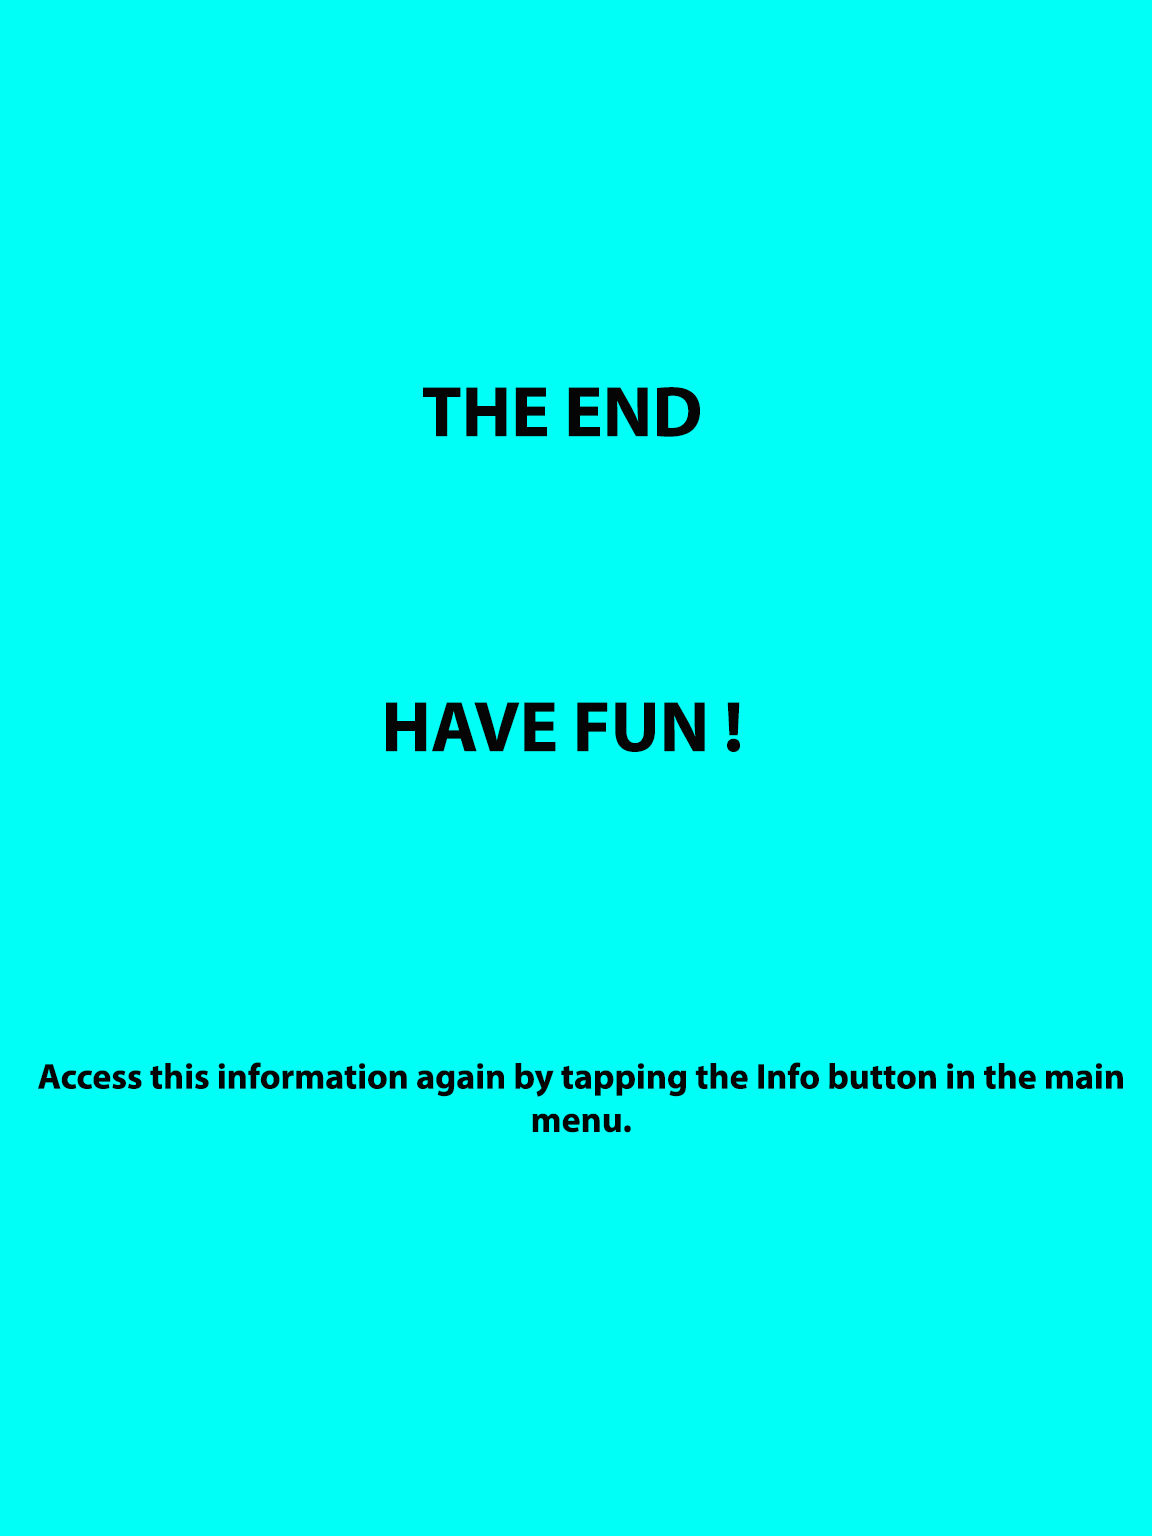 THE END
HAVE FUN !
Access this information again by tapping the Info button in the main
menu.